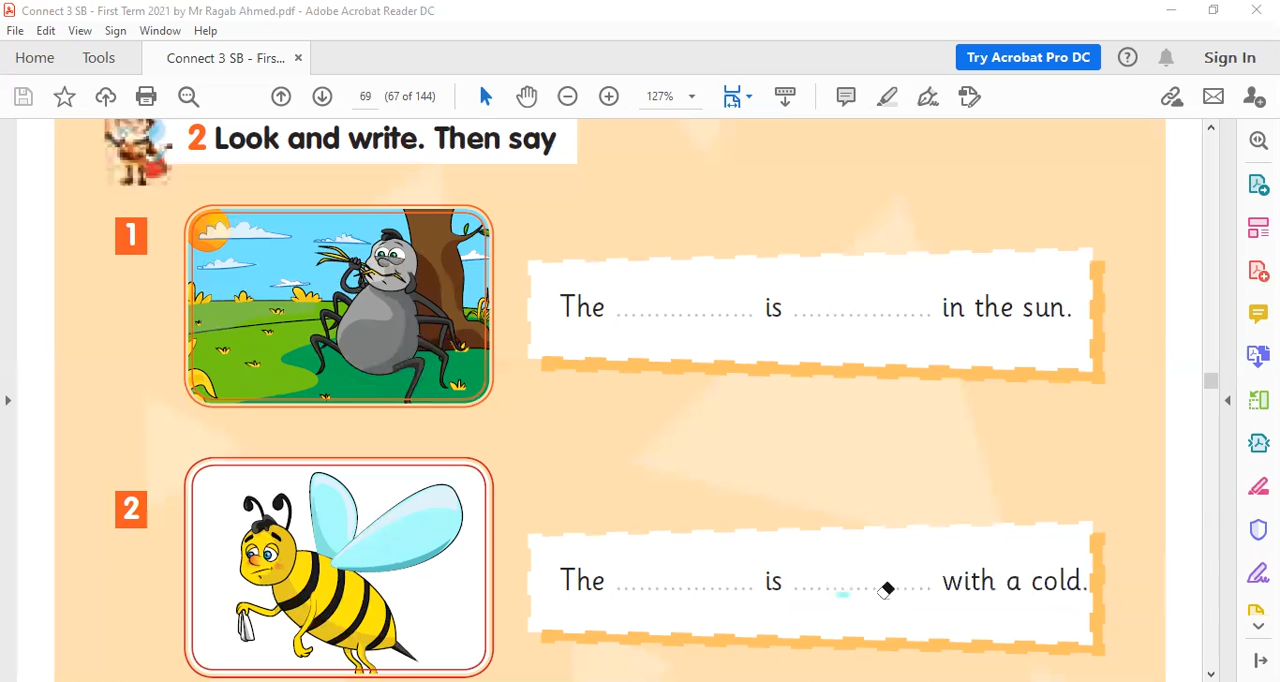 Connect 3 SB - First Term 2021 by Mr Ragab Ahmed.pdf - Adobe Acrobat Reader DC
File Edit View Sign Window Help
Home Tools Connect 3 SB - Firs... × Try Acrobat Pro DC ? Sign In
69 (67 of 144) 127%
2 Look and write. Then say
1
The .................. is .................. in the sun.
2
The .................. is .................. with a cold.